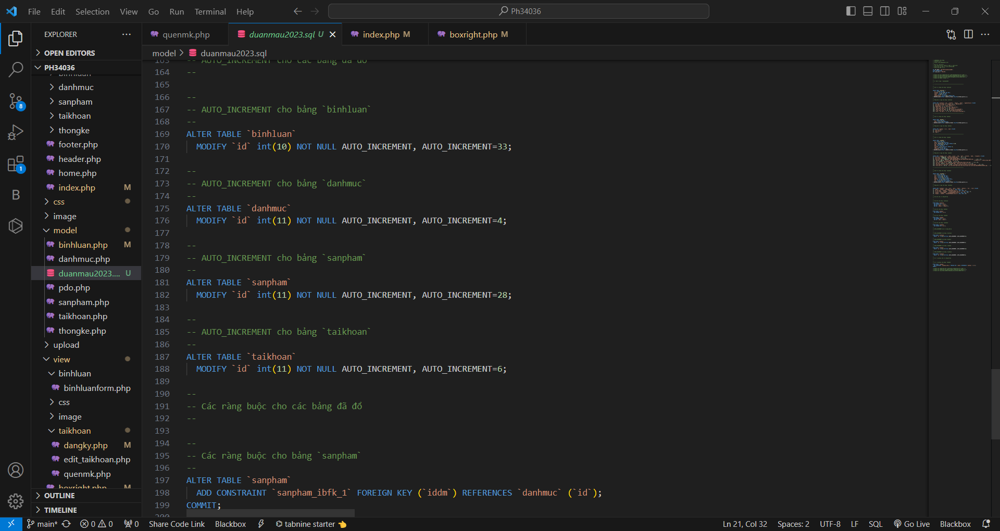 File Edit Selection View Go Run Terminal Help
Ph34036
EXPLORER
OPEN EDITORS
PH34036
binhluan
danhmuc
sanpham
taikhoan
thongke
footer.php
header.php
home.php
index.php M
css
image
model
binhluan.php M
danhmuc.php
duanmau2023.... U
pdo.php
sanpham.php
taikhoan.php
thongke.php
upload
view
binhluan
binhluanform.php
css
image
taikhoan
dangky.php M
edit_taikhoan.php
quenmk.php
boxright.php M
OUTLINE
TIMELINE
quenmk.php duanmau2023.sql U index.php M boxright.php M
model > duanmau2023.sql
163 -- AUTO_INCREMENT cho các bảng đã đổ
164 --
165
166 --
167 -- AUTO_INCREMENT cho bảng `binhluan`
168 --
169 ALTER TABLE `binhluan`
170 MODIFY `id` int(10) NOT NULL AUTO_INCREMENT, AUTO_INCREMENT=33;
171
172 --
173 -- AUTO_INCREMENT cho bảng `danhmuc`
174 --
175 ALTER TABLE `danhmuc`
176 MODIFY `id` int(11) NOT NULL AUTO_INCREMENT, AUTO_INCREMENT=4;
177
178 --
179 -- AUTO_INCREMENT cho bảng `sanpham`
180 --
181 ALTER TABLE `sanpham`
182 MODIFY `id` int(11) NOT NULL AUTO_INCREMENT, AUTO_INCREMENT=28;
183
184 --
185 -- AUTO_INCREMENT cho bảng `taikhoan`
186 --
187 ALTER TABLE `taikhoan`
188 MODIFY `id` int(11) NOT NULL AUTO_INCREMENT, AUTO_INCREMENT=6;
189
190 --
191 -- Các ràng buộc cho các bảng đã đổ
192 --
193
194 --
195 -- Các ràng buộc cho bảng `sanpham`
196 --
197 ALTER TABLE `sanpham`
198 ADD CONSTRAINT `sanpham_ibfk_1` FOREIGN KEY (`iddm`) REFERENCES `danhmuc` (`id`);
199 COMMIT;
200
8
1
B
main* 0 0 0 Share Code Link Blackbox tabnine starter Ln 21, Col 32 Spaces: 2 UTF-8 LF SQL Go Live Blackbox